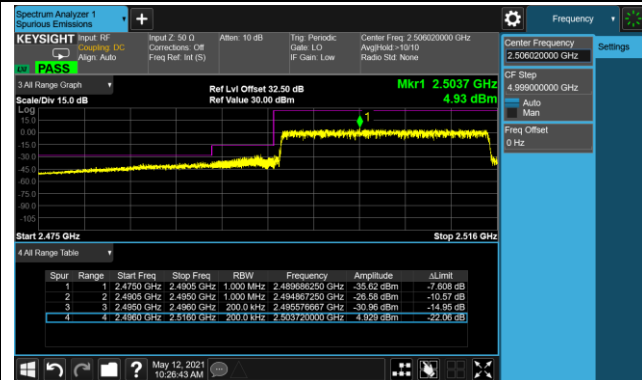 Spectrum Analyzer 1
Spurious Emissions
Frequency
KEYSIGHT
Input: RF
Coupling: DC
Align: Auto
Input Z: 50 Ω
Corrections: Off
Freq Ref: Int (S)
Atten: 10 dB
Trig: Periodic
Gate: LO
IF Gain: Low
Center Freq: 2.506020000 GHz
Avg|Hold:>10/10
Radio Std: None
LXI
PASS
Center Frequency
2.506020000 GHz
Settings
CF Step
4.999000000 GHz
Auto
Man
Freq Offset
0 Hz
3 All Range Graph
Scale/Div 15.0 dB
Ref Lvl Offset 32.50 dB
Ref Value 30.00 dBm
Mkr1 2.5037 GHz
4.93 dBm
Log
15.0
0.00
-15.0
-30.0
-45.0
-60.0
-75.0
-90.0
-105
1
Start 2.475 GHz
Stop 2.516 GHz
4 All Range Table
Spur Range Start Freq Stop Freq RBW Frequency Amplitude ΔLimit
1 1 2.4750 GHz 2.4905 GHz 1.000 MHz 2.489686250 GHz -35.62 dBm -7.608 dB
2 2 2.4905 GHz 2.4950 GHz 1.000 MHz 2.494867250 GHz -26.58 dBm -10.57 dB
3 3 2.4950 GHz 2.4960 GHz 200.0 kHz 2.495576667 GHz -30.96 dBm -14.95 dB
4 4 2.4960 GHz 2.5160 GHz 200.0 kHz 2.503720000 GHz 4.929 dBm -22.06 dB
?
May 12, 2021
10:26:43 AM